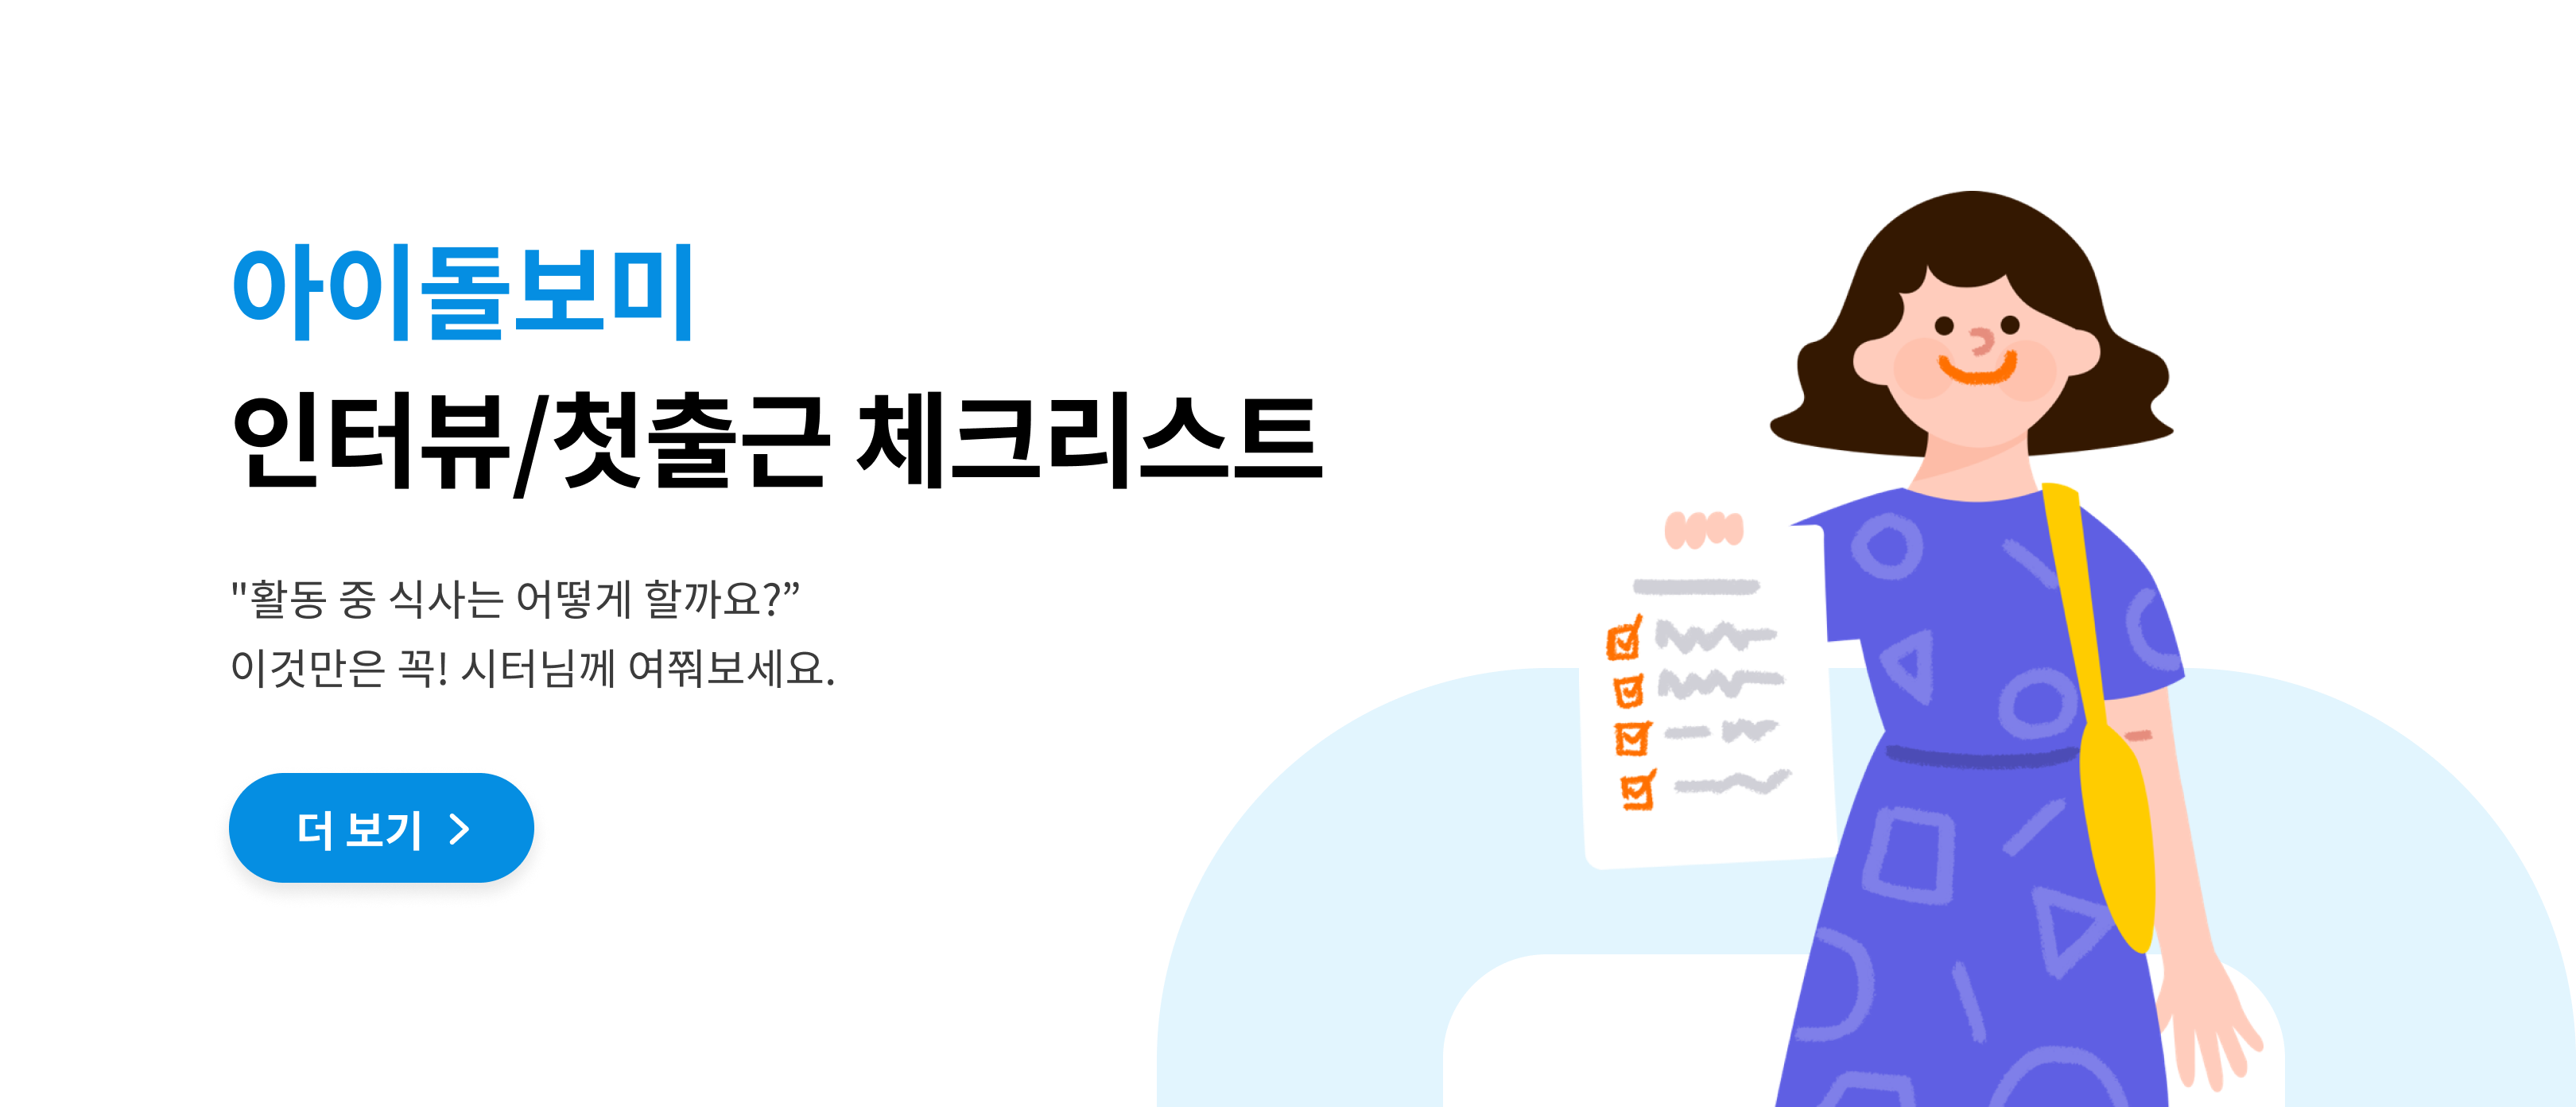 아이돌보미
인터뷰/첫출근 체크리스트
"활동 중 식사는 어떻게 할까요?”
이것만은 꼭! 시터님께 여쭤보세요.
더 보기